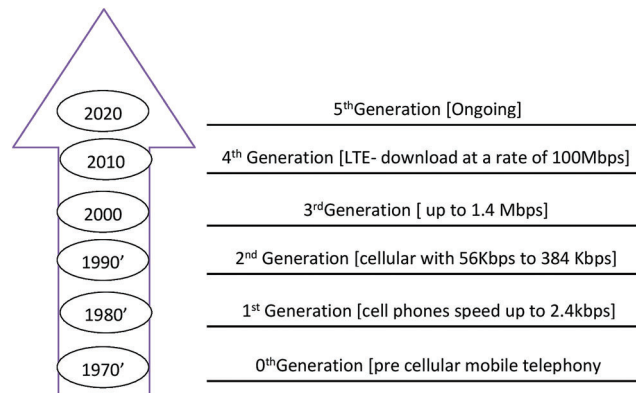 2020 5thGeneration [Ongoing]
2010 4th Generation [LTE- download at a rate of 100Mbps]
2000 3rdGeneration [ up to 1.4 Mbps]
1990’ 2nd Generation [cellular with 56Kbps to 384 Kbps]
1980’ 1st Generation [cell phones speed up to 2.4kbps]
1970’ 0thGeneration [pre cellular mobile telephony